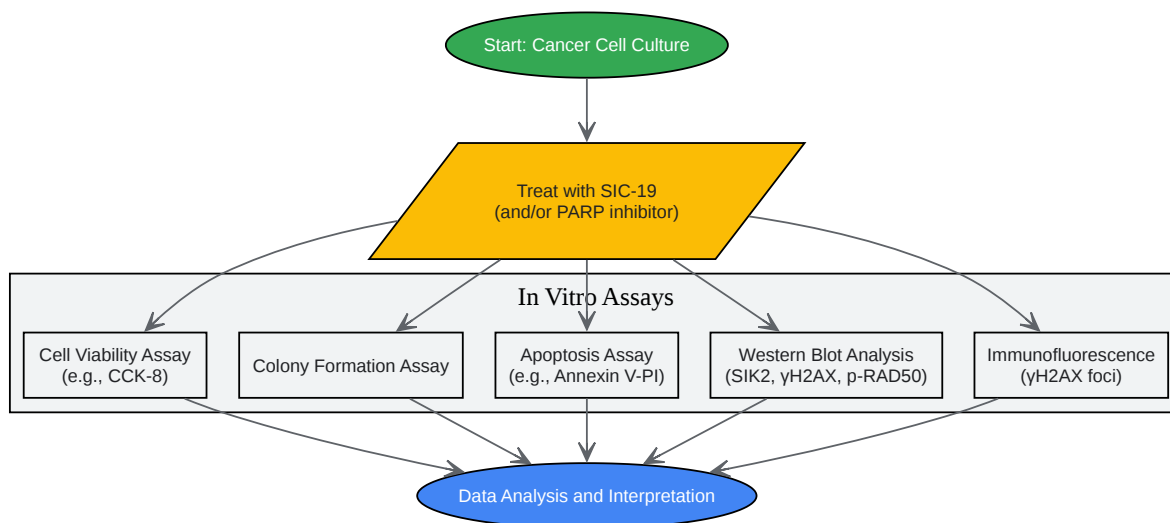 Start: Cancer Cell Culture
Treat with SIC-19
(and/or PARP inhibitor)
In Vitro Assays
Cell Viability Assay
(e.g., CCK-8)
Colony Formation Assay
Apoptosis Assay
(e.g., Annexin V-PI)
Western Blot Analysis
(SIK2, γH2AX, p-RAD50)
Immunofluorescence
(γH2AX foci)
Data Analysis and Interpretation